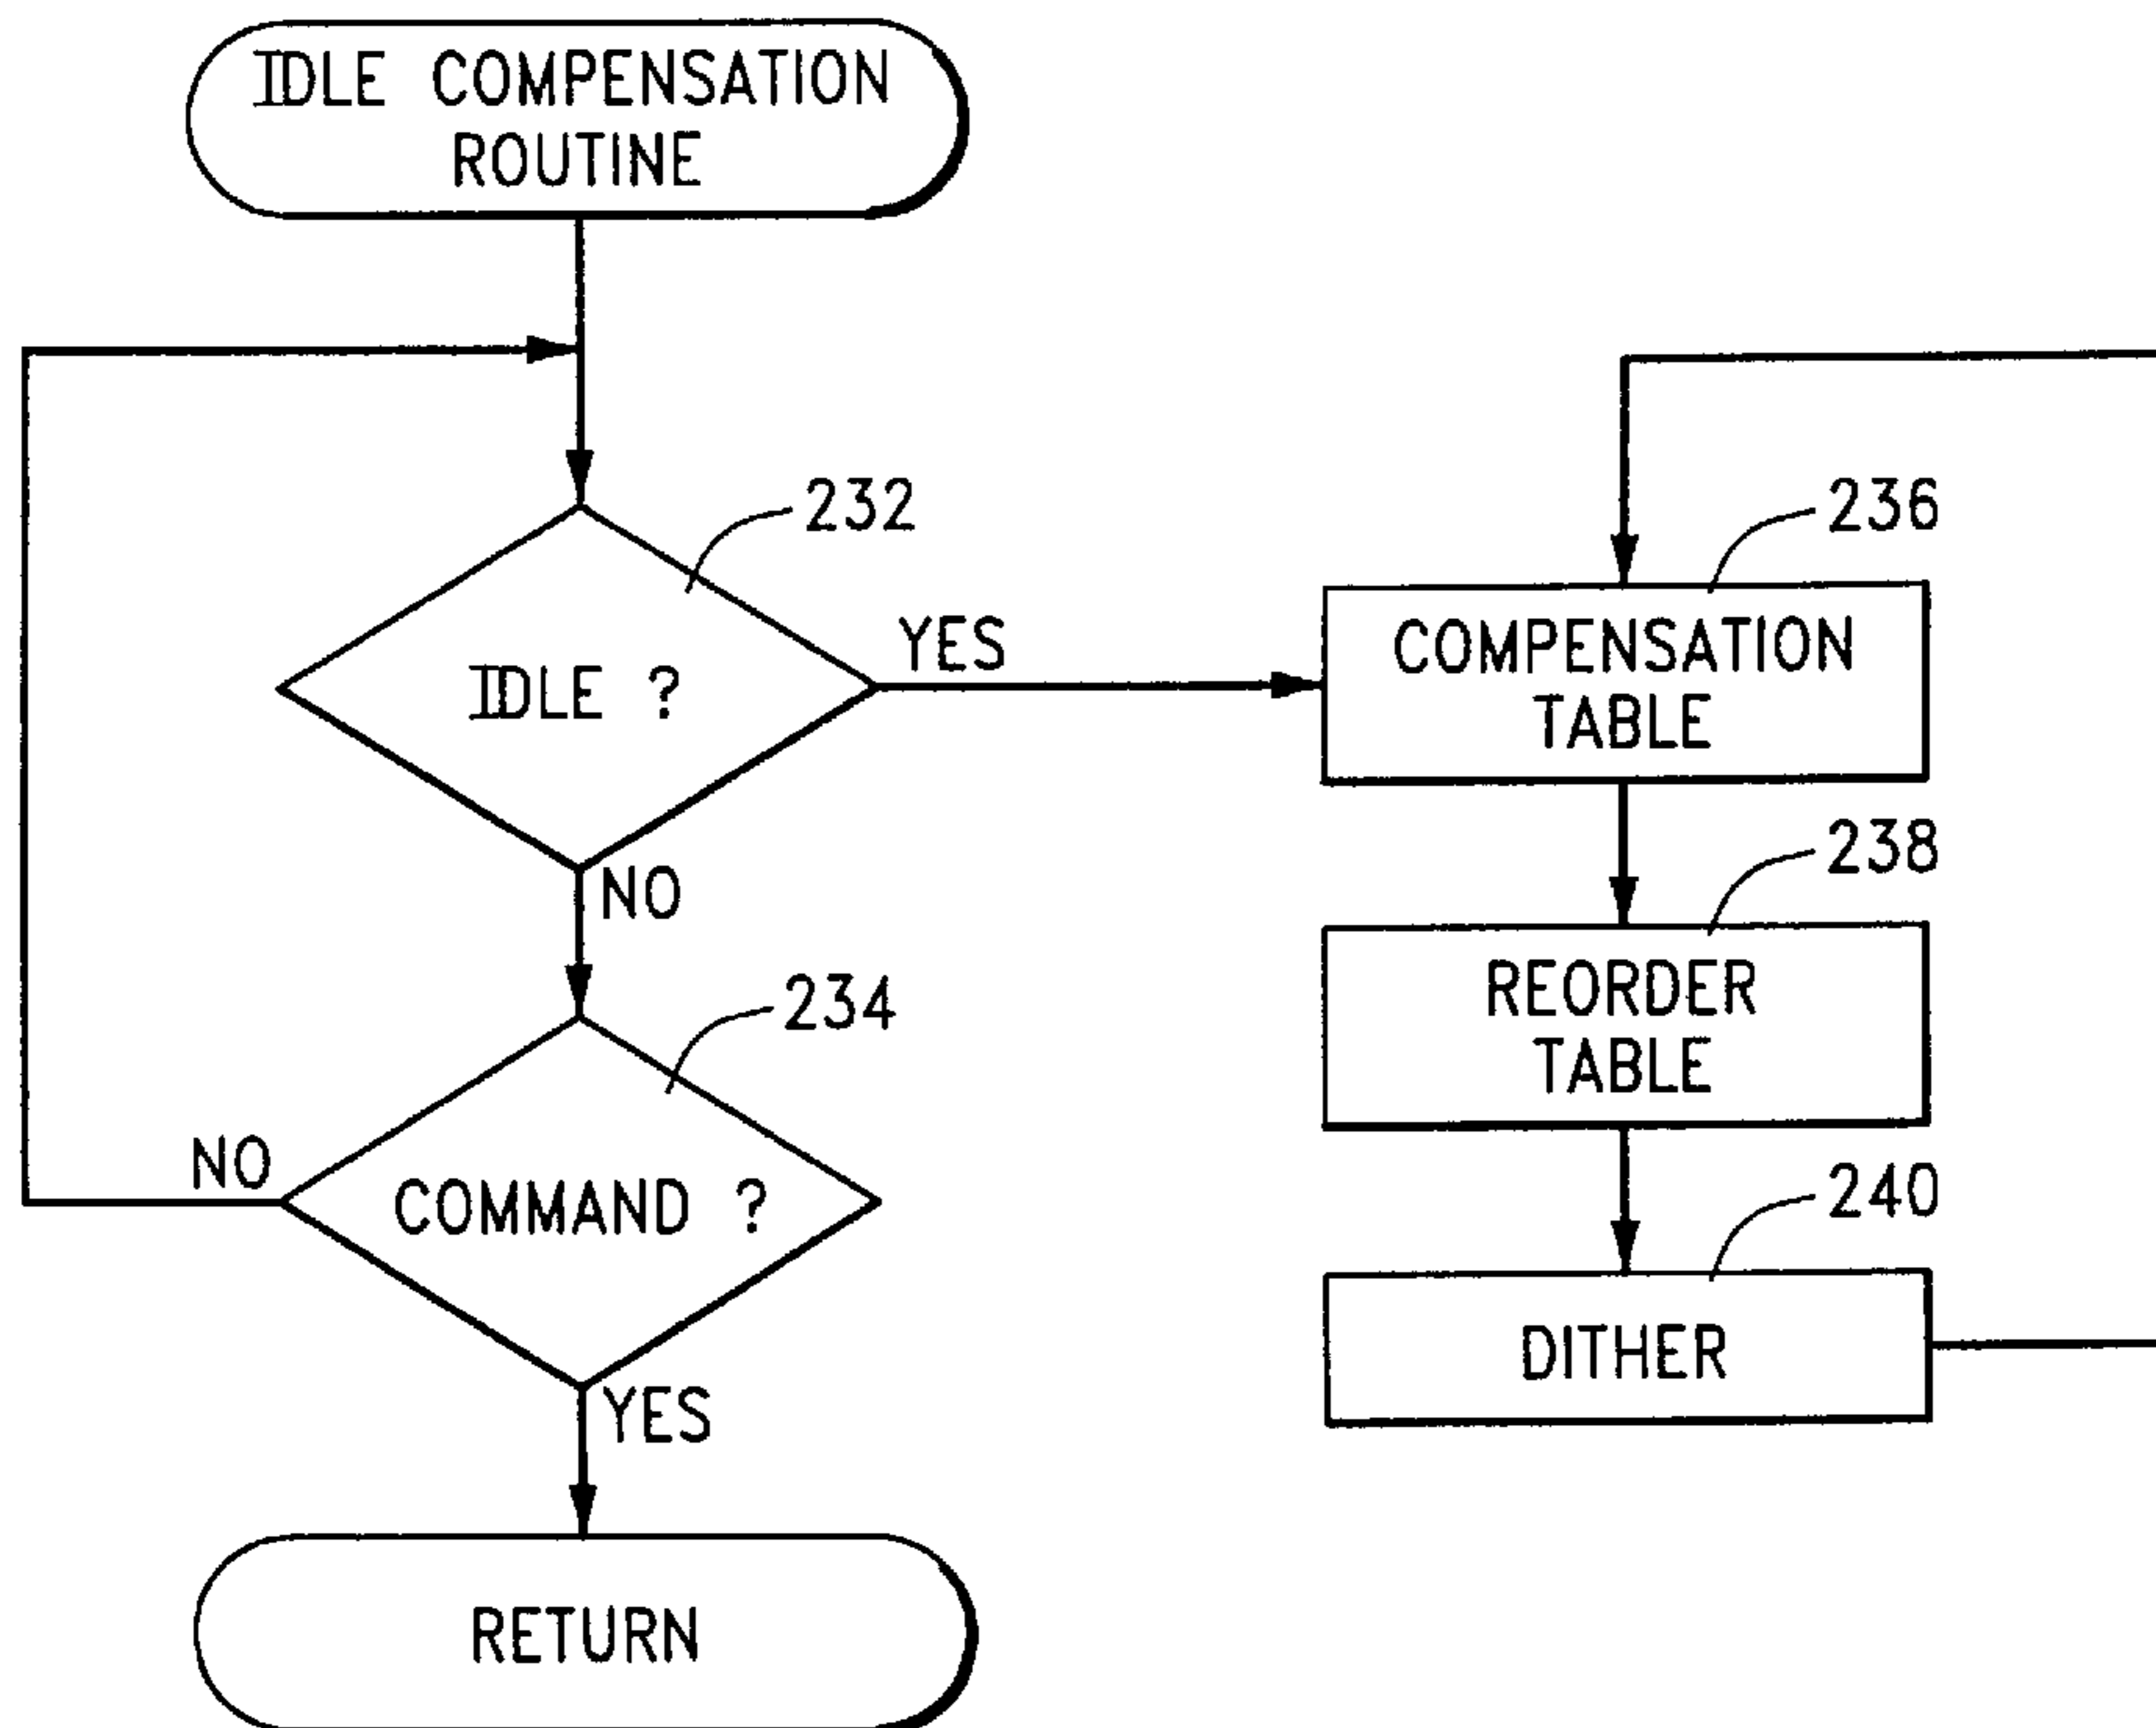 IDLE COMPENSATION
ROUTINE
232
IDLE ?
YES
NO
234
COMMAND ?
NO
YES
RETURN
236
COMPENSATION
TABLE
238
REORDER
TABLE
240
DITHER